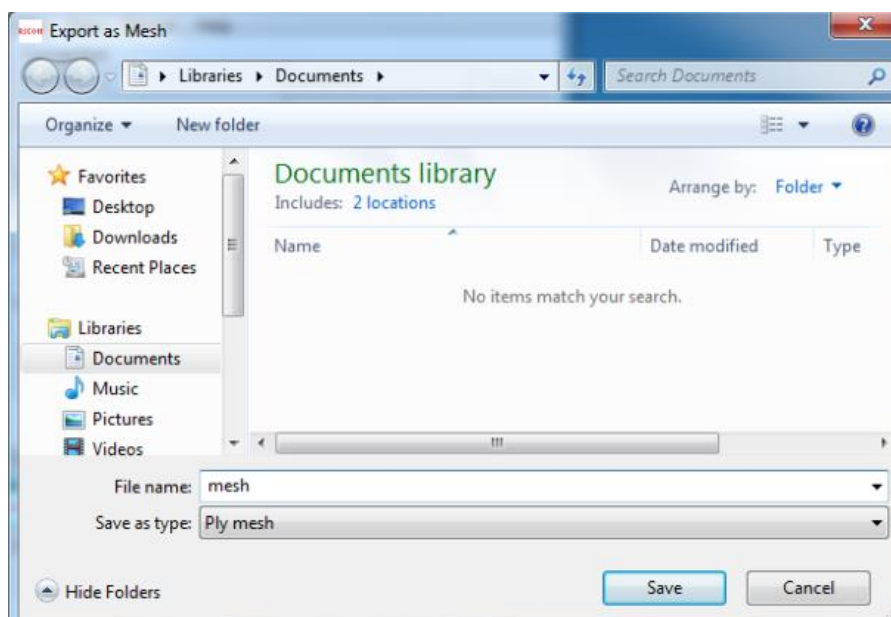 RICOH Export as Mesh
Libraries Documents
Search Documents
Organize New folder
Favorites
Desktop
Downloads
Recent Places
Libraries
Documents
Music
Pictures
Videos
Documents library
Includes: 2 locations
Arrange by: Folder
Name Date modified Type
No items match your search.
File name: mesh
Save as type: Ply mesh
Hide Folders
Save Cancel